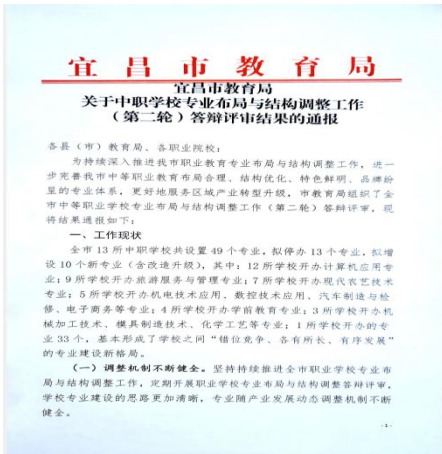 宜昌市教育局
宜昌市教育局
关于中职学校专业布局与结构调整工作
（第二轮）答辩评审结果的通报
各县（市）教育局、各职业院校：
为持续深入推进我市职业教育专业布局与结构调整工作，进一
步完善我市中等职业教育布局合理、结构优化、特色鲜明、品牌纷
呈的专业体系，更好地服务区域产业转型升级，市教育局组织了全
市中等职业学校专业布局与结构调整工作（第二轮）答辩评审，现
将结果通报如下：
一、工作现状
全市13所中职学校共设置49个专业，拟停办13个专业，拟增
设10个新专业（含改造升级），其中：12所学校开办计算机应用专
业；9所学校开办旅游服务与管理专业；7所学校开办现代农艺技术
专业；5所学校开办机电技术应用、数控技术应用、汽车制造与检
修、电子商务等专业；4所学校开办学前教育专业；3所学校开办机
械加工技术、模具制造技术、化学工艺等专业；1所学校开办的专
业33个，基本形成了学校之间“错位竞争、各有所长、有序发展”
的专业建设新格局。
（一）调整机制不断健全。坚持持续推进全市职业学校专业布
局与结构调整工作，定期开展职业学校专业布局与结构调整答辩评审，
学校专业建设的思路更加清晰，专业随产业发展动态调整机制不断
健全。
-1-